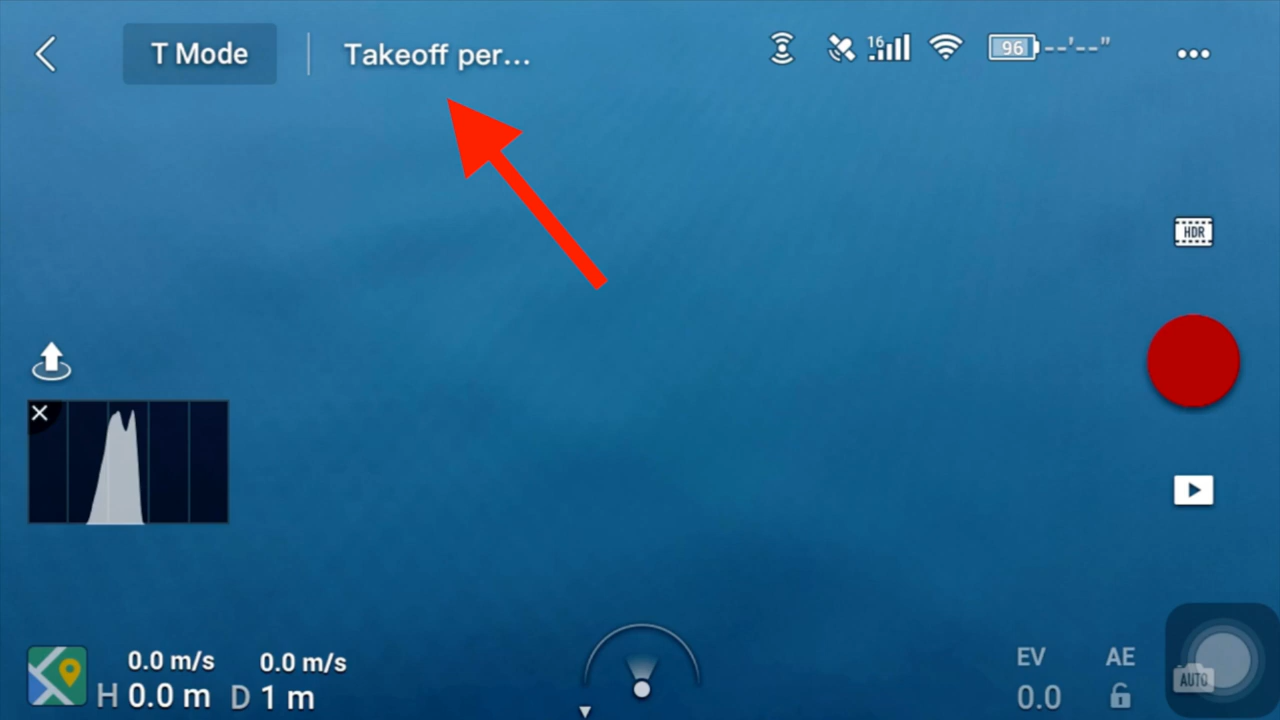 T Mode
Takeoff per...
16
96
--'--"
HDR
0.0 m/s
0.0 m/s
H 0.0 m
D 1 m
EV
0.0
AE
AUTO